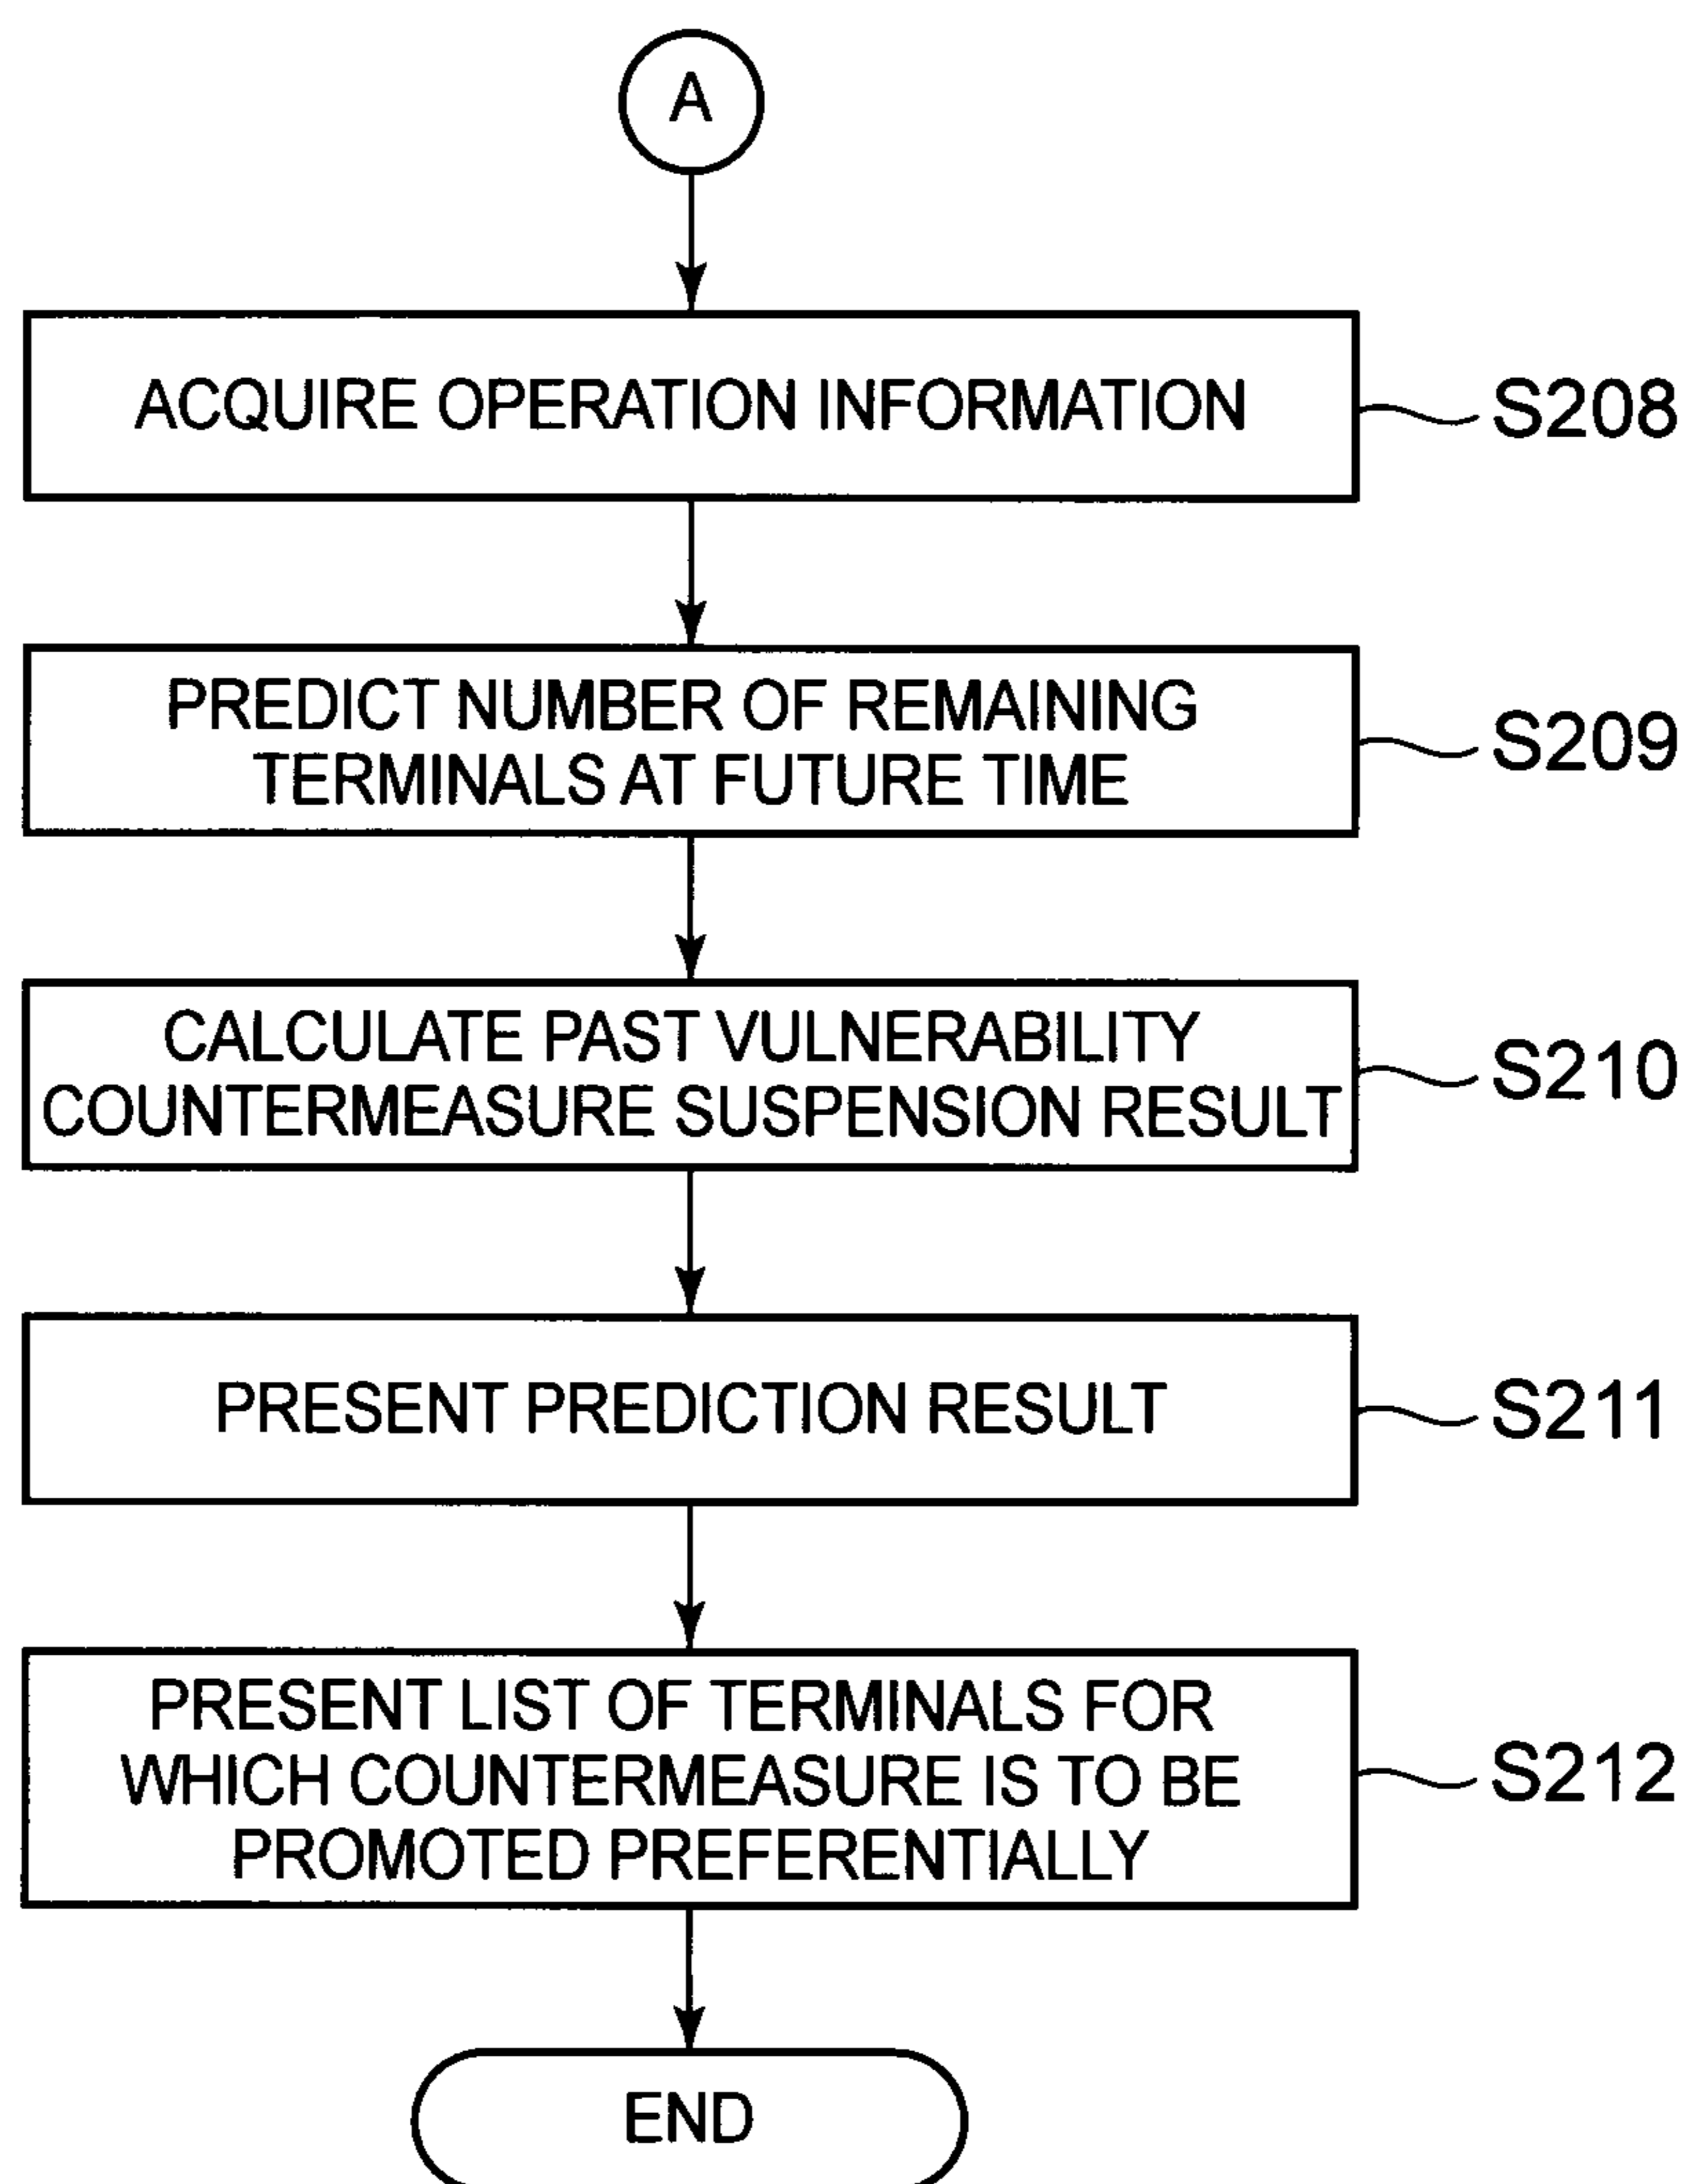 A
ACQUIRE OPERATION INFORMATION
S208
PREDICT NUMBER OF REMAINING
TERMINALS AT FUTURE TIME
S209
CALCULATE PAST VULNERABILITY
COUNTERMEASURE SUSPENSION RESULT
S210
PRESENT PREDICTION RESULT
S211
PRESENT LIST OF TERMINALS FOR
WHICH COUNTERMEASURE IS TO BE
PROMOTED PREFERENTIALLY
S212
END